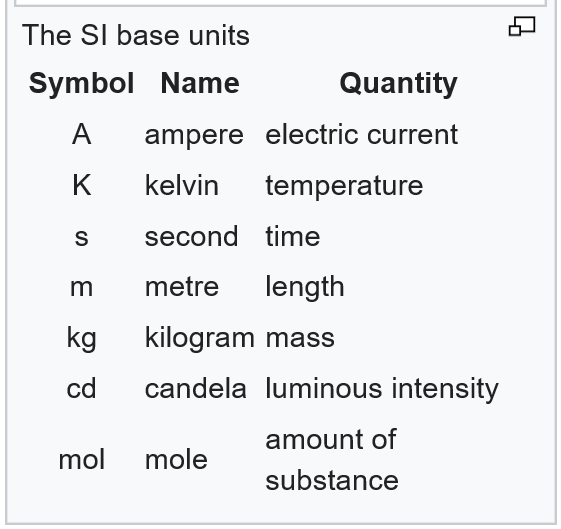 The SI base units
Symbol Name Quantity
A ampere electric current
K kelvin temperature
s second time
m metre length
kg kilogram mass
cd candela luminous intensity
mol mole amount of
substance